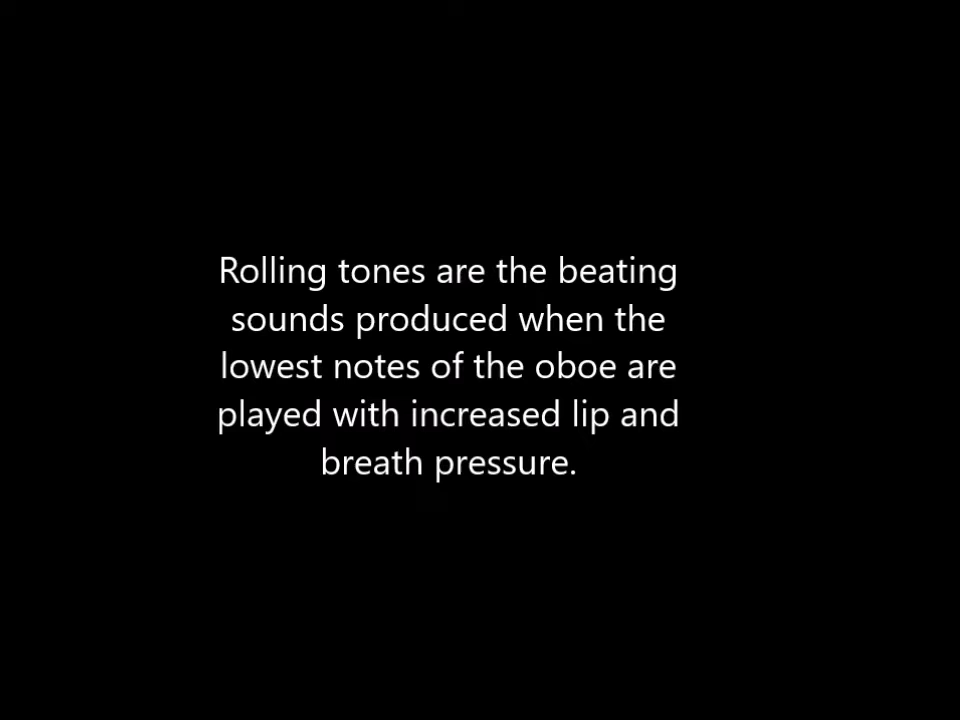 Rolling tones are the beating
sounds produced when the
lowest notes of the oboe are
played with increased lip and
breath pressure.